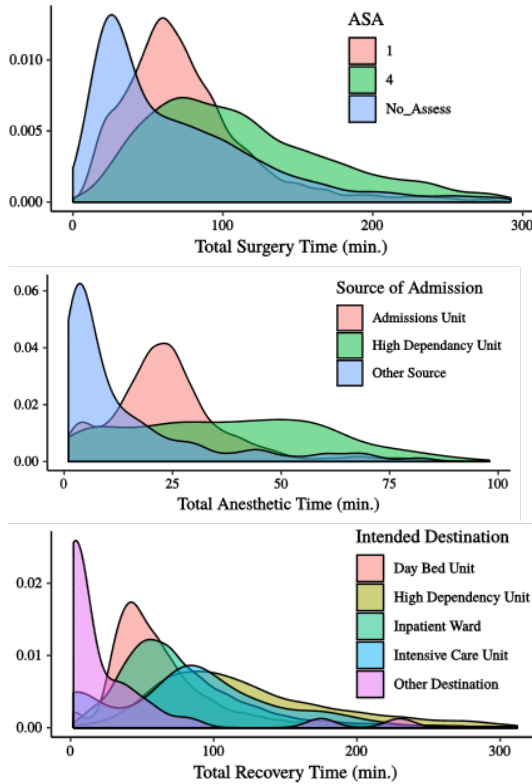 ASA
1
4
No_Assess
0.010
0.005
0.000
0
100
200
300
Total Surgery Time (min.)
Source of Admission
Admissions Unit
High Dependancy Unit
Other Source
0.06
0.04
0.02
0.00
0
25
50
75
100
Total Anesthetic Time (min.)
Intended Destination
Day Bed Unit
High Dependency Unit
Inpatient Ward
Intensive Care Unit
Other Destination
0.02
0.01
0.00
0
100
200
300
Total Recovery Time (min.)